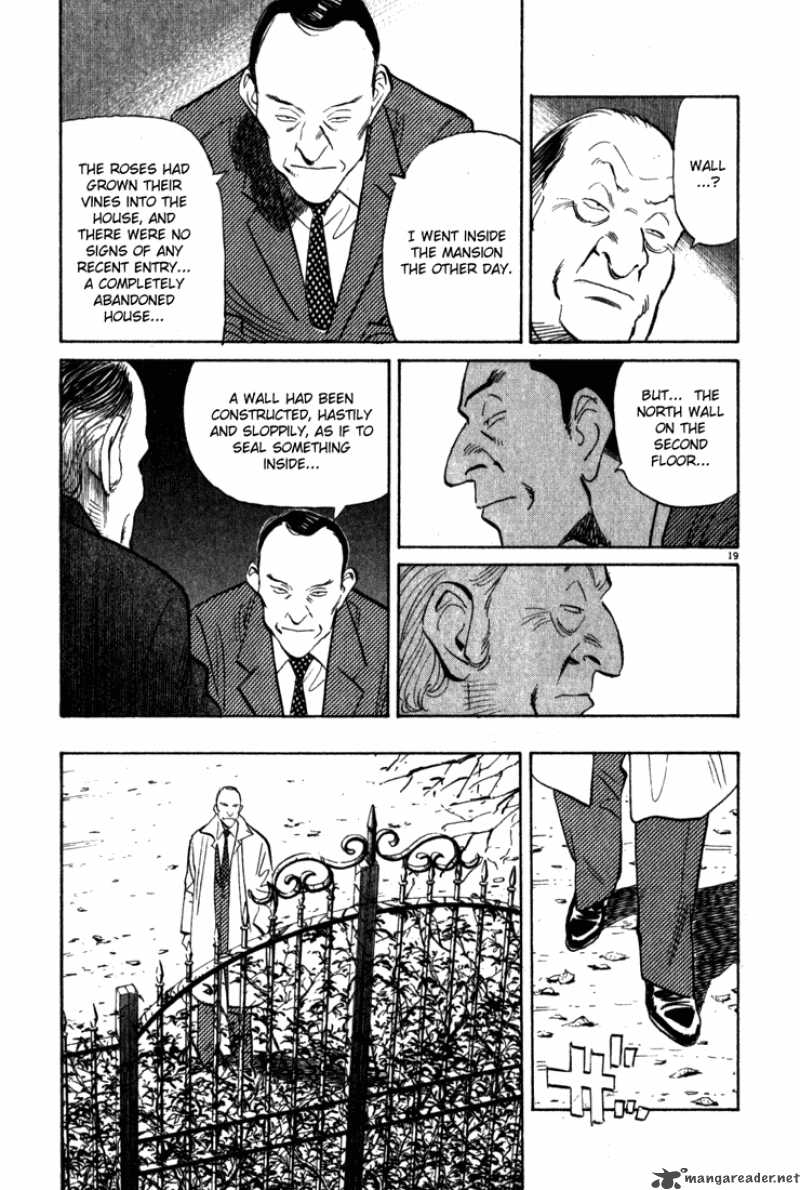 WALL
...?
I WENT INSIDE
THE MANSION
THE OTHER DAY.
THE ROSES HAD
GROWN THEIR
VINES INTO THE
HOUSE, AND
THERE WERE NO
SIGNS OF ANY
RECENT ENTRY...
A COMPLETELY
ABANDONED
HOUSE...
BUT... THE
NORTH WALL
ON THE
SECOND
FLOOR...
19
A WALL HAD BEEN
CONSTRUCTED, HASTILY
AND SLOPPILY, AS IF TO
SEAL SOMETHING
INSIDE...
ザ
mangareader.net